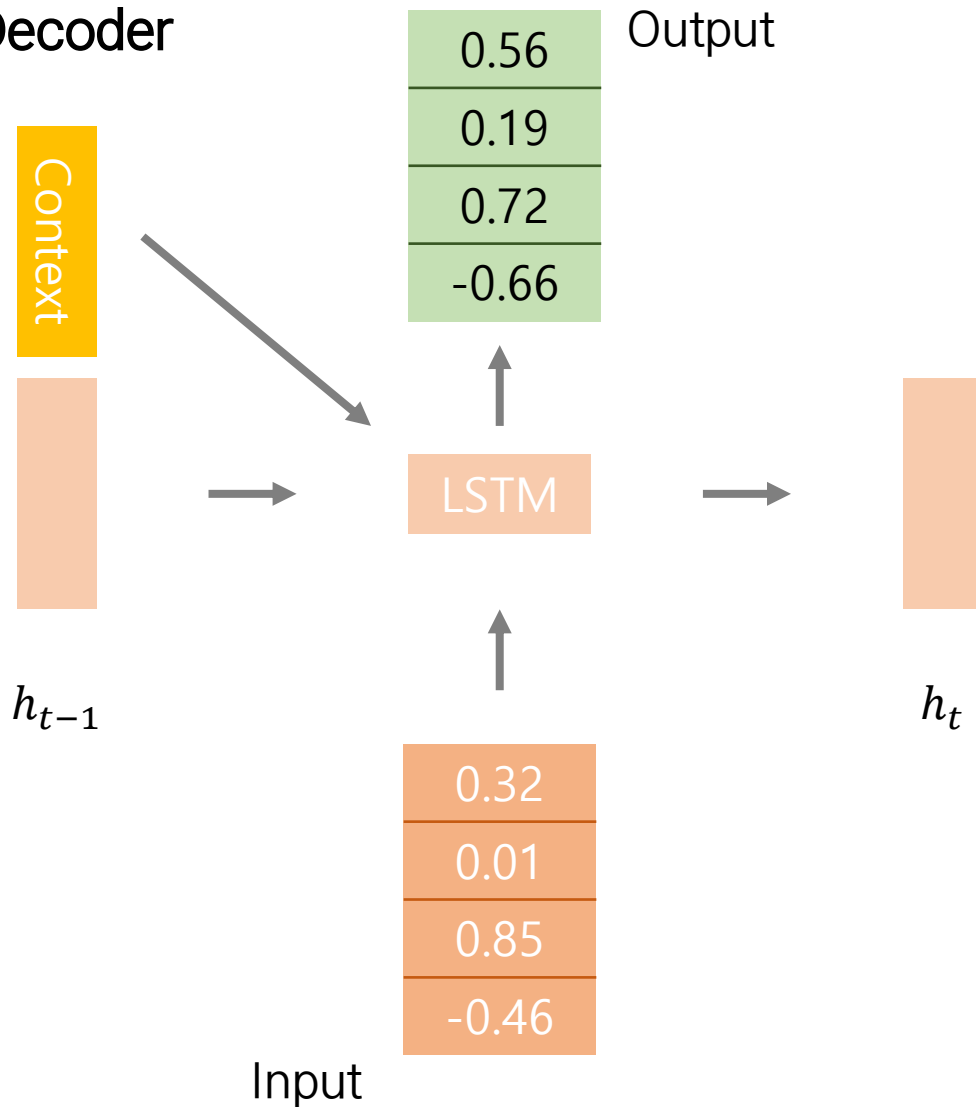 Decoder
Output
0.56
0.19
0.72
-0.66
Context
LSTM
h_{t-1}
h_t
0.32
0.01
0.85
-0.46
Input